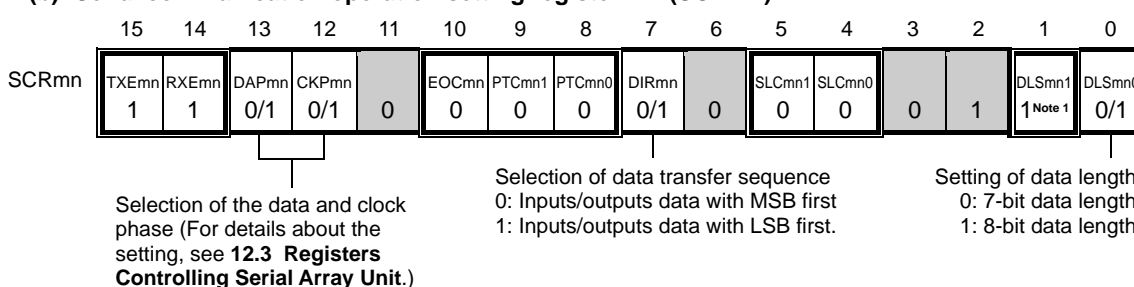 15 14 13 12 11 10 9 8 7 6 5 4 3 2 1 0
SCRmn
TXEmn RXEmn DAPmn CKPmn EOCmn PTCmn1 PTCmn0 DIRmn SLCmn1 SLCmn0 DLSmn1 DLSmn0
1 1 0/1 0/1 0 0 0 0 0/1 0 0 0 0 1 1 Note 1 0/1
Selection of the data and clock
phase (For details about the
setting, see 12.3 Registers
Controlling Serial Array Unit.)
Selection of data transfer sequence
0: Inputs/outputs data with MSB first
1: Inputs/outputs data with LSB first.
Setting of data length
0: 7-bit data length
1: 8-bit data length